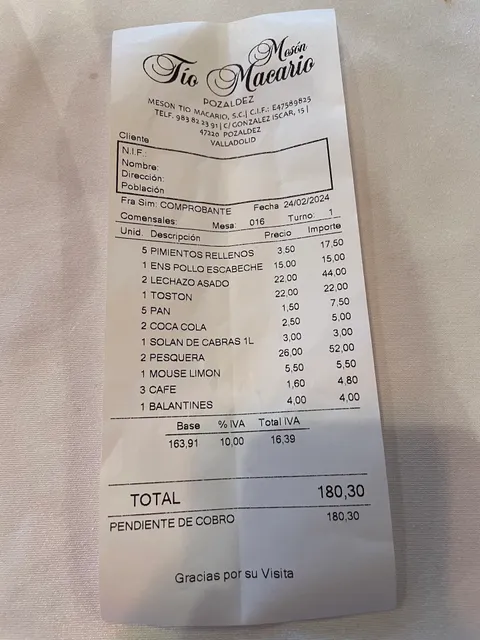 Mesón
Tío Macario
POZALDEZ
MESON TIO MACARIO, S.C.| C.I.F.: E47589825
TELF. 983 82 23 91 | C/ GONZALEZ ISCAR, 15 |
47220 POZALDEZ
VALLADOLID
Cliente
N.I.F.:
Nombre:
Dirección:
Población
Fra Sim: COMPROBANTE Fecha 24/02/2024
Comensales: Mesa: 016 Turno: 1
Unid. Descripción Precio Importe
5 PIMIENTOS RELLENOS 3,50 17,50
1 ENS POLLO ESCABECHE 15,00 15,00
2 LECHAZO ASADO 22,00 44,00
1 TOSTON 22,00 22,00
5 PAN 1,50 7,50
2 COCA COLA 2,50 5,00
1 SOLAN DE CABRAS 1L 3,00 3,00
2 PESQUERA 26,00 52,00
1 MOUSE LIMON 5,50 5,50
3 CAFE 1,60 4,80
1 BALANTINES 4,00 4,00
Base % IVA Total IVA
163,91 10,00 16,39
TOTAL 180,30
PENDIENTE DE COBRO 180,30
Gracias por su Visita